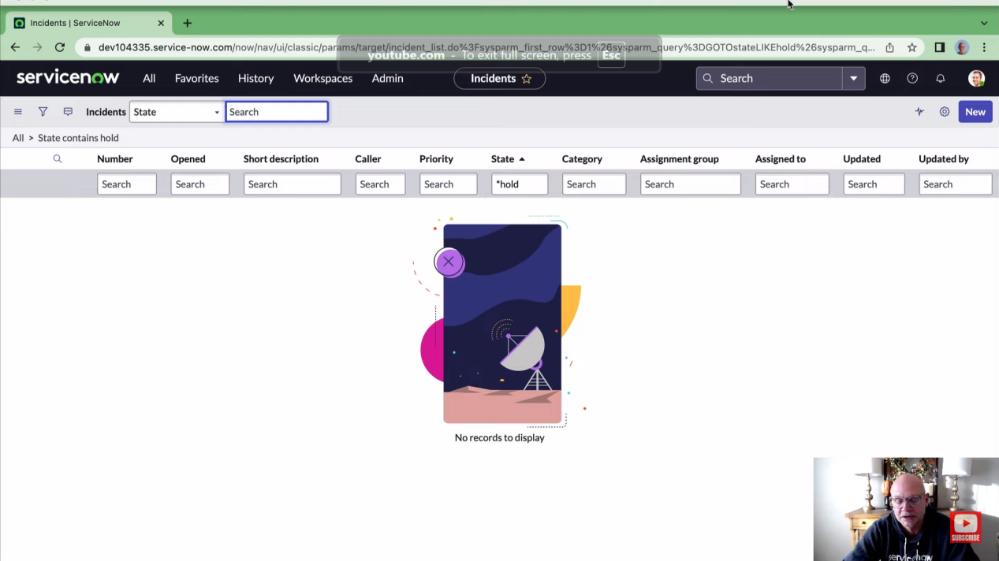 Incidents | ServiceNow
dev104335.service-now.com/now/nav/ui/classic/params/target/incident_list.do%3Fsysparm_first_row%3D1%26sysparm_query%3DGOTOstateLIKEhold%26sysparm_q...
youtube.com - To exit full screen, press Esc
servicenow All Favorites History Workspaces Admin Incidents Search
Incidents State Search New
All > State contains hold
Number Opened Short description Caller Priority State Category Assignment group Assigned to Updated Updated by
Search Search Search Search Search *hold Search Search Search Search Search
No records to display
SUBSCRIBE
servicenow